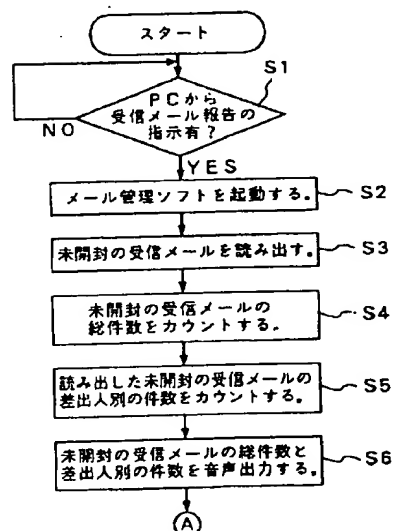 スタート
S1
PCから
受信メール報告の
指示有？
NO
YES
メール管理ソフトを起動する。
S2
未開封の受信メールを読み出す。
S3
未開封の受信メールの
総件数をカウントする。
S4
読み出した未開封の受信メールの
差出人別の件数をカウントする。
S5
未開封の受信メールの総件数と
差出人別の件数を音声出力する。
S6
A